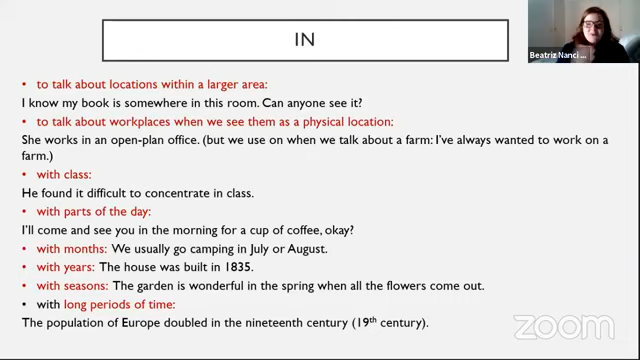 IN
Beatriz Nanci ...
• to talk about locations within a larger area:
I know my book is somewhere in this room. Can anyone see it?
• to talk about workplaces when we see them as a physical location:
She works in an open-plan office. (but we use on when we talk about a farm: I've always wanted to work on a
farm.)
• with class:
He found it difficult to concentrate in class.
• with parts of the day:
I'll come and see you in the morning for a cup of coffee, okay?
• with months: We usually go camping in July or August.
• with years: The house was built in 1835.
• with seasons: The garden is wonderful in the spring when all the flowers come out.
• with long periods of time:
The population of Europe doubled in the nineteenth century (19th century).
zoom